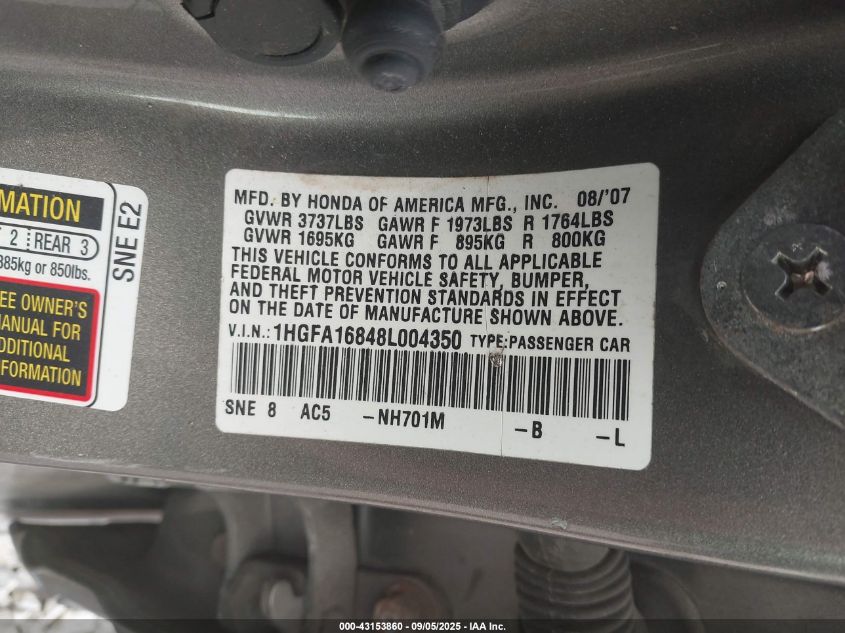 MATION
2 REAR 3
385kg or 850lbs.
EE OWNER'S
MANUAL FOR
ADDITIONAL
NFORMATION
SNE E2
MFD. BY HONDA OF AMERICA MFG., INC. 08/'07
GVWR 3737LBS GAWR F 1973LBS R 1764LBS
GVWR 1695KG GAWR F 895KG R 800KG
THIS VEHICLE CONFORMS TO ALL APPLICABLE
FEDERAL MOTOR VEHICLE SAFETY, BUMPER,
AND THEFT PREVENTION STANDARDS IN EFFECT
ON THE DATE OF MANUFACTURE SHOWN ABOVE.
V.I.N.: 1HGFA16848L004350 TYPE:PASSENGER CAR
SNE 8 AC5 -NH701M -B -L
000-43153860 - 09/05/2025 - IAA Inc.